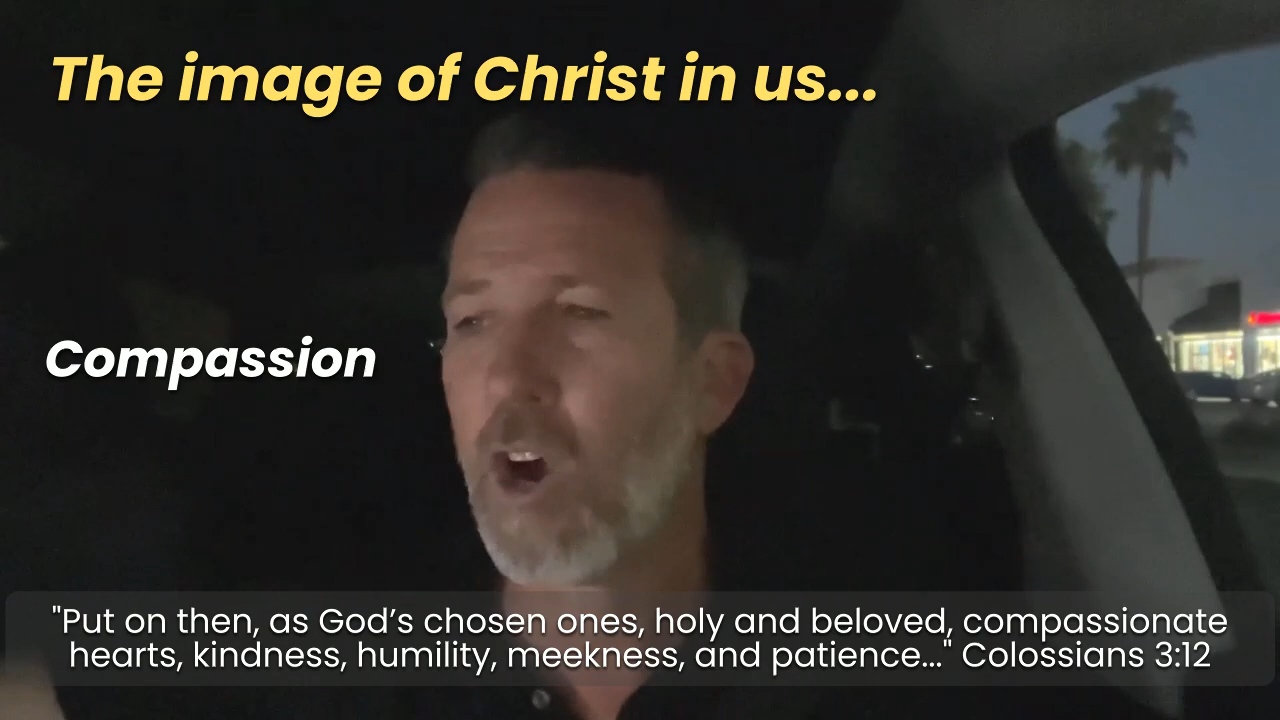 The image of Christ in us...
Compassion
"Put on then, as God’s chosen ones, holy and beloved, compassionate
hearts, kindness, humility, meekness, and patience..." Colossians 3:12